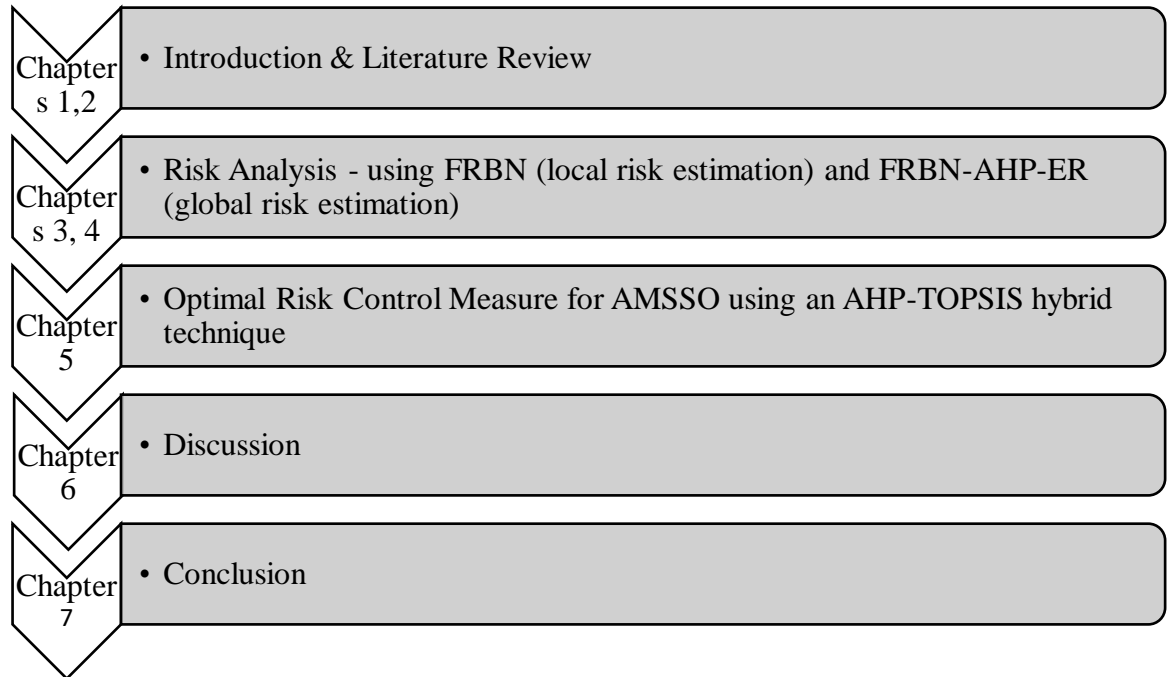 Chapter
s 1,2
• Introduction & Literature Review
Chapter
s 3, 4
• Risk Analysis - using FRBN (local risk estimation) and FRBN-AHP-ER
(global risk estimation)
Chapter
5
• Optimal Risk Control Measure for AMSSO using an AHP-TOPSIS hybrid
technique
Chapter
6
• Discussion
Chapter
7
• Conclusion